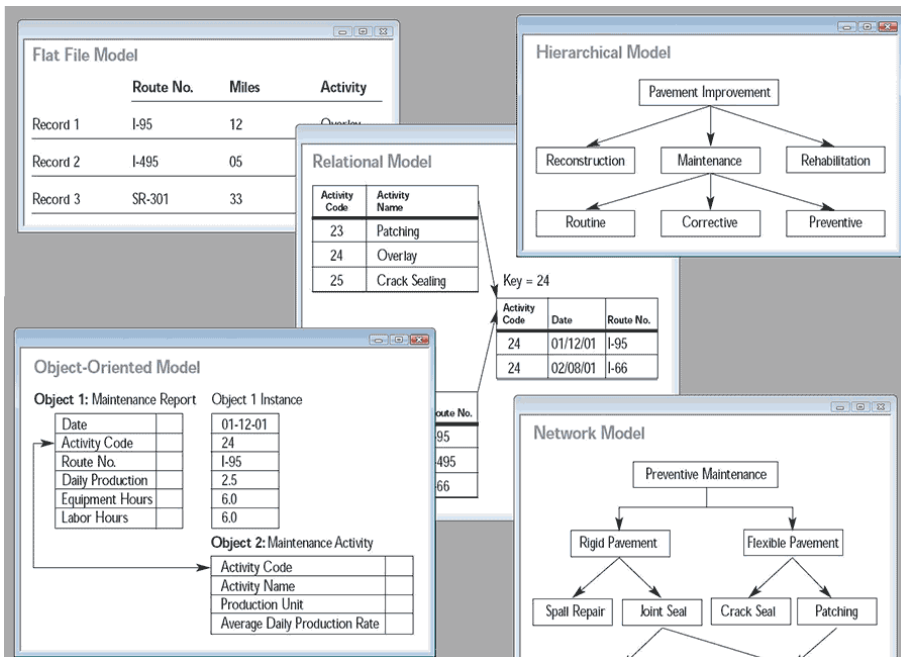 Flat File Model
Route No. Miles Activity
Record 1 I-95 12 Overlay
Record 2 I-495 05
Record 3 SR-301 33
Hierarchical Model
Pavement Improvement
Reconstruction Maintenance Rehabilitation
Routine Corrective Preventive
Relational Model
Activity Activity
Code Name
23 Patching
24 Overlay
25 Crack Sealing
Key = 24
Activity
Code Date Route No.
24 01/12/01 I-95
24 02/08/01 I-66
oute No.
-95
-495
-66
Object-Oriented Model
Object 1: Maintenance Report Object 1 Instance
Date 01-12-01
Activity Code 24
Route No. I-95
Daily Production 2.5
Equipment Hours 6.0
Labor Hours 6.0
Object 2: Maintenance Activity
Activity Code
Activity Name
Production Unit
Average Daily Production Rate
Network Model
Preventive Maintenance
Rigid Pavement Flexible Pavement
Spall Repair Joint Seal Crack Seal Patching